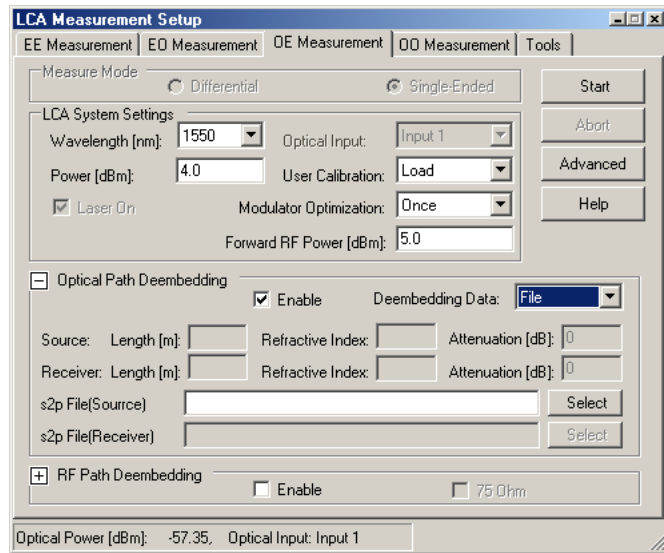 LCA Measurement Setup
EE Measurement EO Measurement OE Measurement OO Measurement Tools
Measure Mode
Differential Single-Ended Start
LCA System Settings
Abort
Wavelength [nm]: 1550 Optical Input: Input 1
Power [dBm]: 4.0 User Calibration: Load Advanced
Laser On Modulator Optimization: Once Help
Forward RF Power [dBm]: 5.0
Optical Path Deembedding
Enable Deembedding Data: File
Source: Length [m]: Refractive Index: Attenuation [dB]: 0
Receiver: Length [m]: Refractive Index: Attenuation [dB]: 0
s2p File(Sourrce) Select
s2p File(Receiver) Select
RF Path Deembedding
Enable 75 Ohm
Optical Power [dBm]: -57.35, Optical Input: Input 1